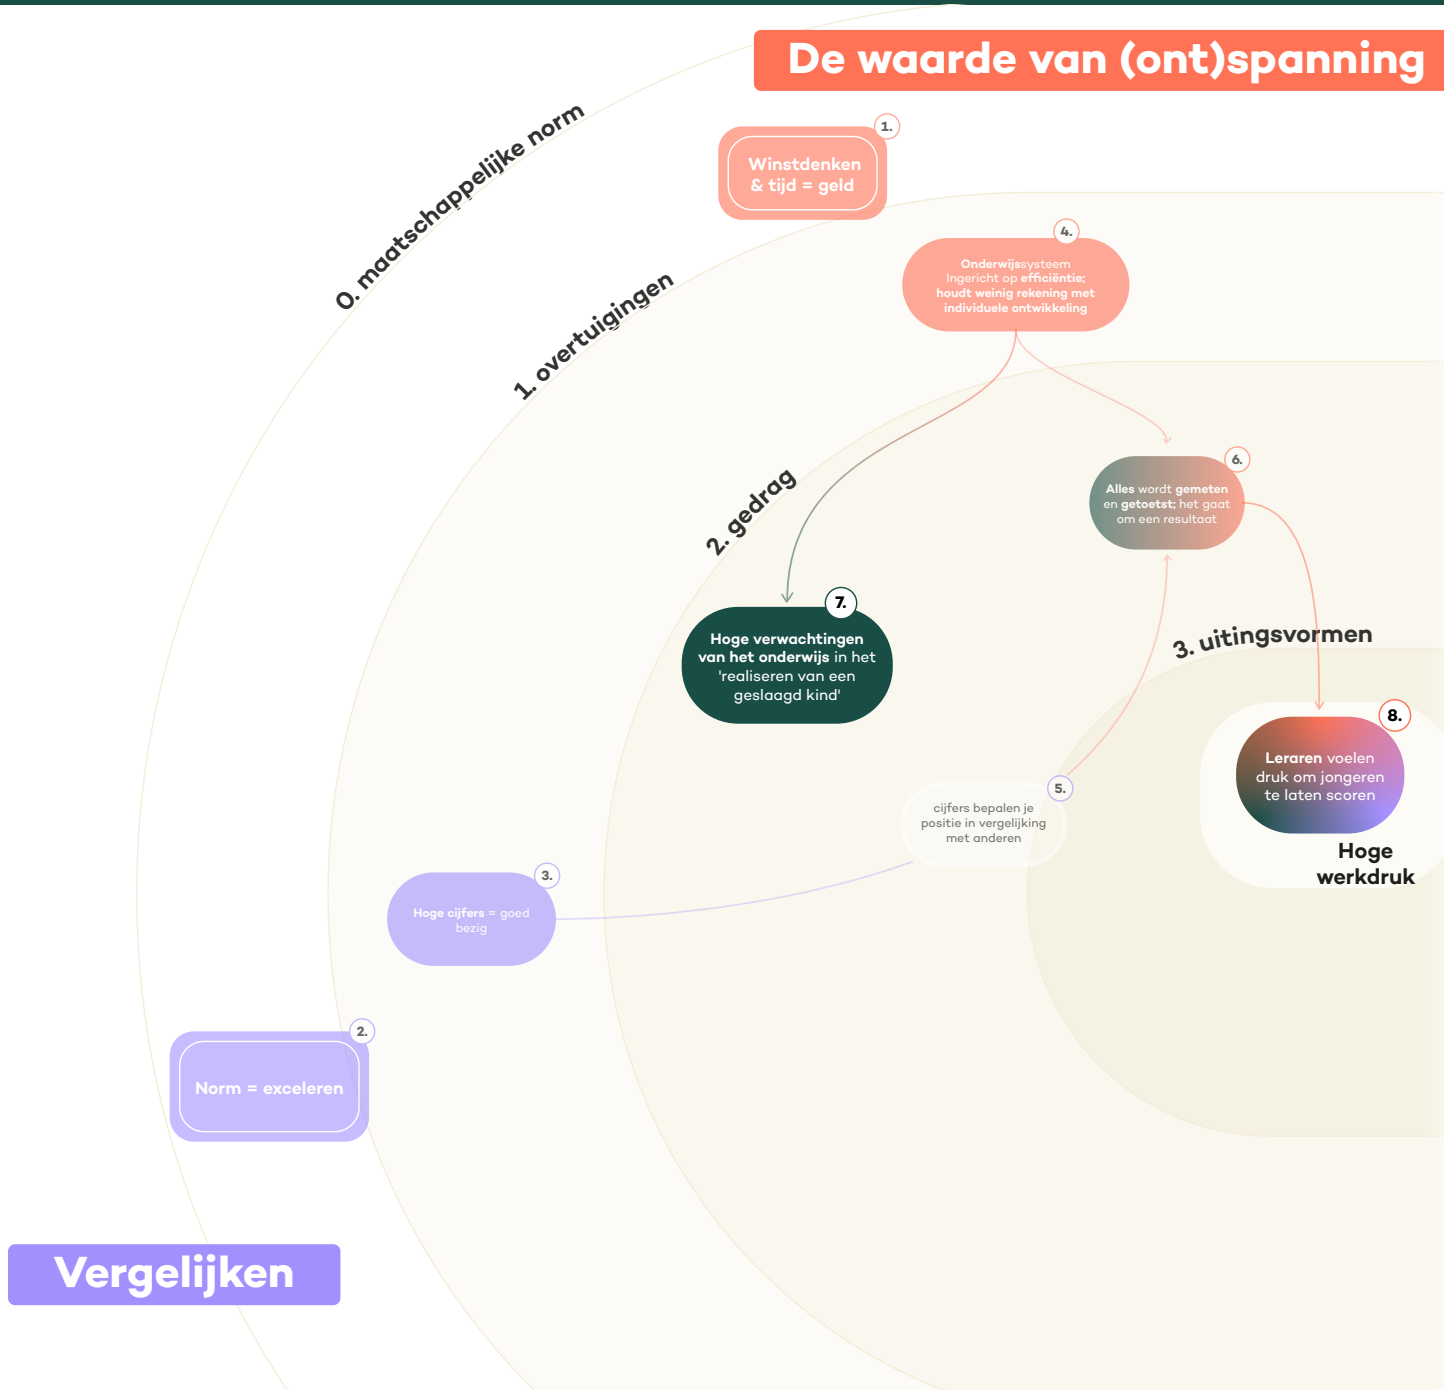 De waarde van (ont)spanning
0. maatschappelijke norm
1.
Winstdenken
& tijd = geld
1. overtuigingen
4.
Onderwijssysteem
Ingericht op efficiëntie;
houdt weinig rekening met
individuele ontwikkeling
2. gedrag
6.
Alles wordt gemeten
en getoetst; het gaat
om een resultaat
7.
Hoge verwachtingen
van het onderwijs in het
'realiseren van een
geslaagd kind'
3. uitingsvormen
8.
Leraren voelen
druk om jongeren
te laten scoren
Hoge
werkdruk
5.
cijfers bepalen je
positie in vergelijking
met anderen
3.
Hoge cijfers = goed
bezig
2.
Norm = exceleren
Vergelijken